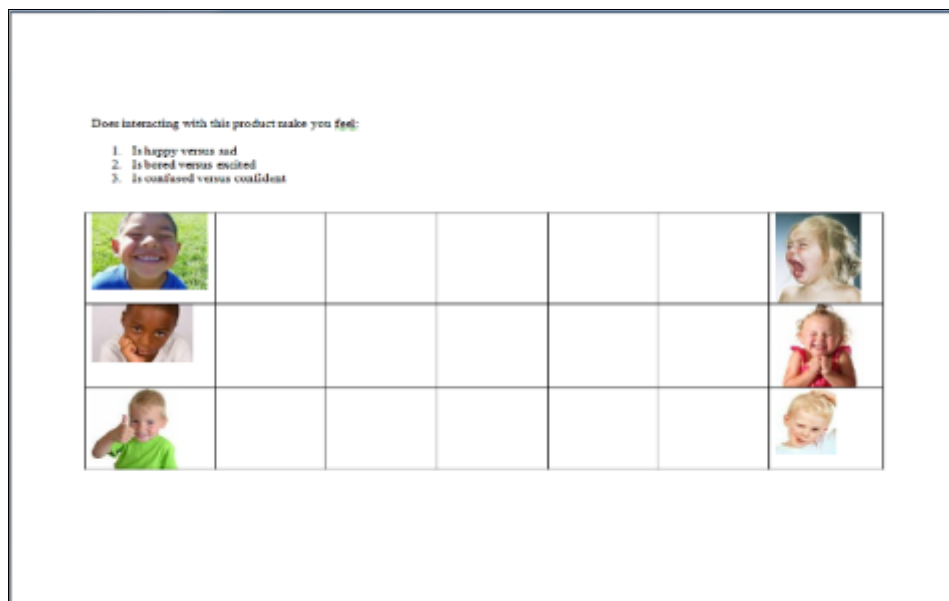 Does interacting with this product make you feel:
1. Is happy versus sad
2. Is bored versus excited
3. Is confused versus confident